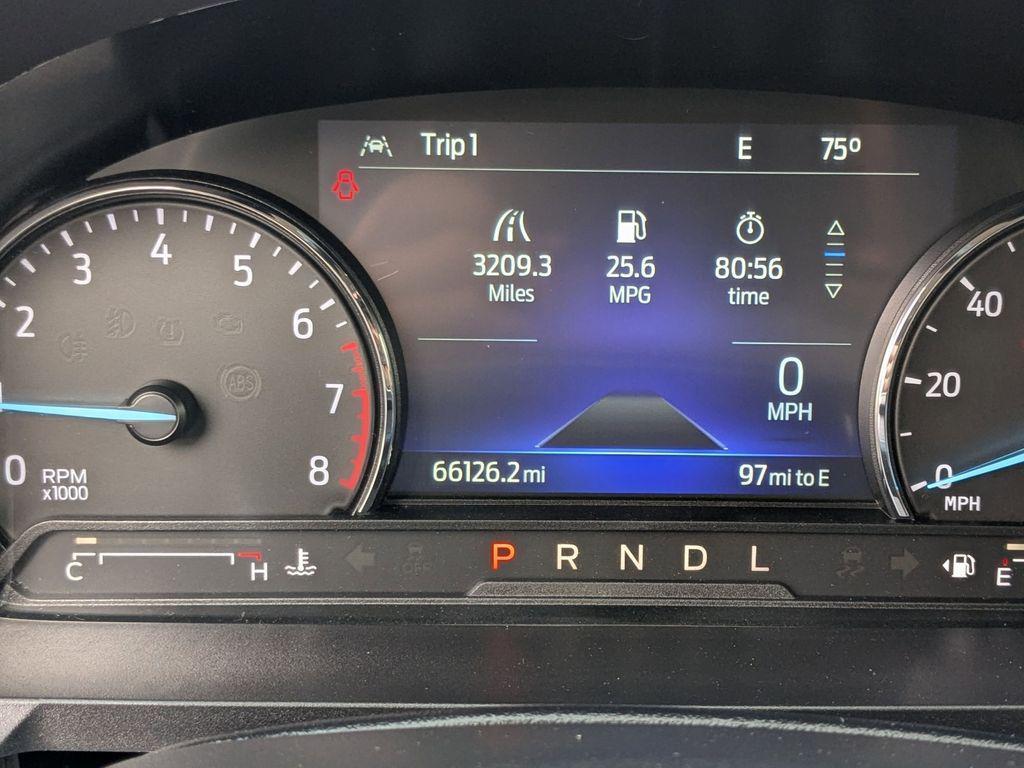 Trip 1 E 75°
3209.3 25.6 80:56
Miles MPG time
0
MPH
66126.2 mi 97 mi to E
0 2 3 4 5 6 7 8
RPM
x1000
ABS
0 20 40
MPH
C H OFF P R N D L E